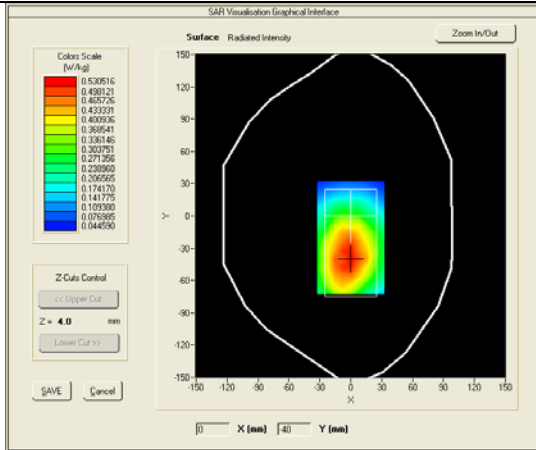 SAR Visualisation Graphical Interface
Surface Radiated Intensity
Zoom In/Out
Colors Scale
(W/kg)
0.530516
0.498121
0.465726
0.433331
0.400936
0.368541
0.336146
0.303751
0.271356
0.238960
0.206565
0.174170
0.141775
0.109380
0.076985
0.044590
Z-Cuts Control
<< Upper Cut
Z = 4.0 mm
Lower Cut >>
SAVE Cancel
150
120
90
60
30
0
-30
-60
-90
-120
-150
Y
-150 -120 -90 -60 -30 0 30 60 90 120 150
X
0 X (mm) -40 Y (mm)